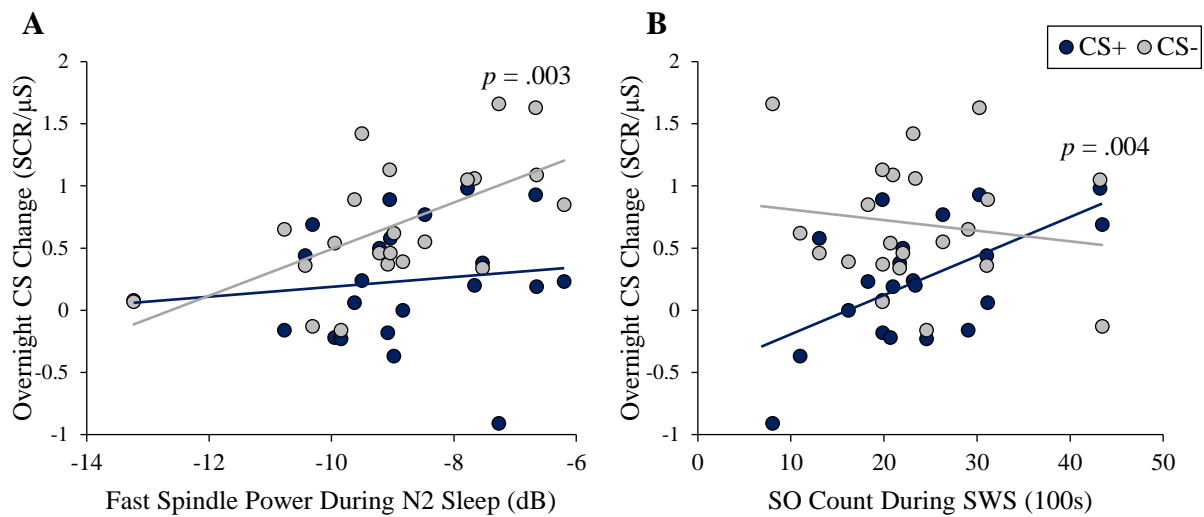 A
Overnight CS Change (SCR/µS)
2
1.5
1
0.5
0
-0.5
-1
p = .003
-14
-12
-10
-8
-6
Fast Spindle Power During N2 Sleep (dB)
B
CS+
CS-
Overnight CS Change (SCR/µS)
2
1.5
1
0.5
0
-0.5
-1
p = .004
0
10
20
30
40
50
SO Count During SWS (100s)